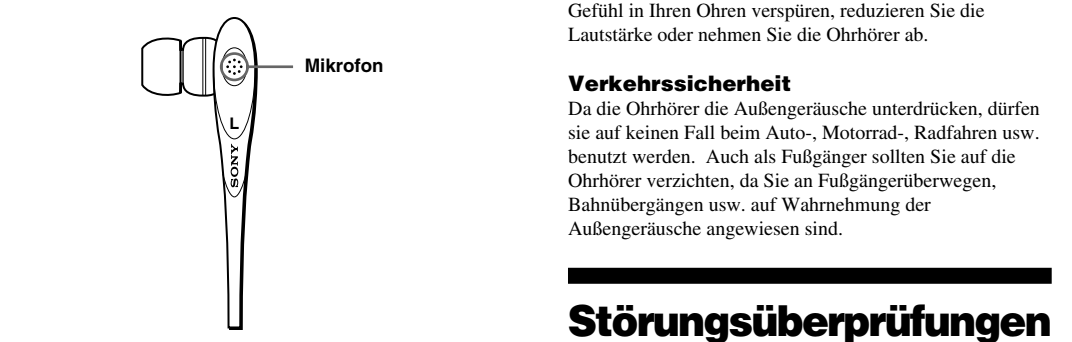 Mikrofon
L
SONY
Gefühl in Ihren Ohren verspüren, reduzieren Sie die
Lautstärke oder nehmen Sie die Ohrhörer ab.
Verkehrssicherheit
Da die Ohrhörer die Außengeräusche unterdrücken, dürfen
sie auf keinen Fall beim Auto-, Motorrad-, Radfahren usw.
benutzt werden. Auch als Fußgänger sollten Sie auf die
Ohrhörer verzichten, da Sie an Fußgängerüberwegen,
Bahnübergängen usw. auf Wahrnehmung der
Außengeräusche angewiesen sind.
Störungsüberprüfungen